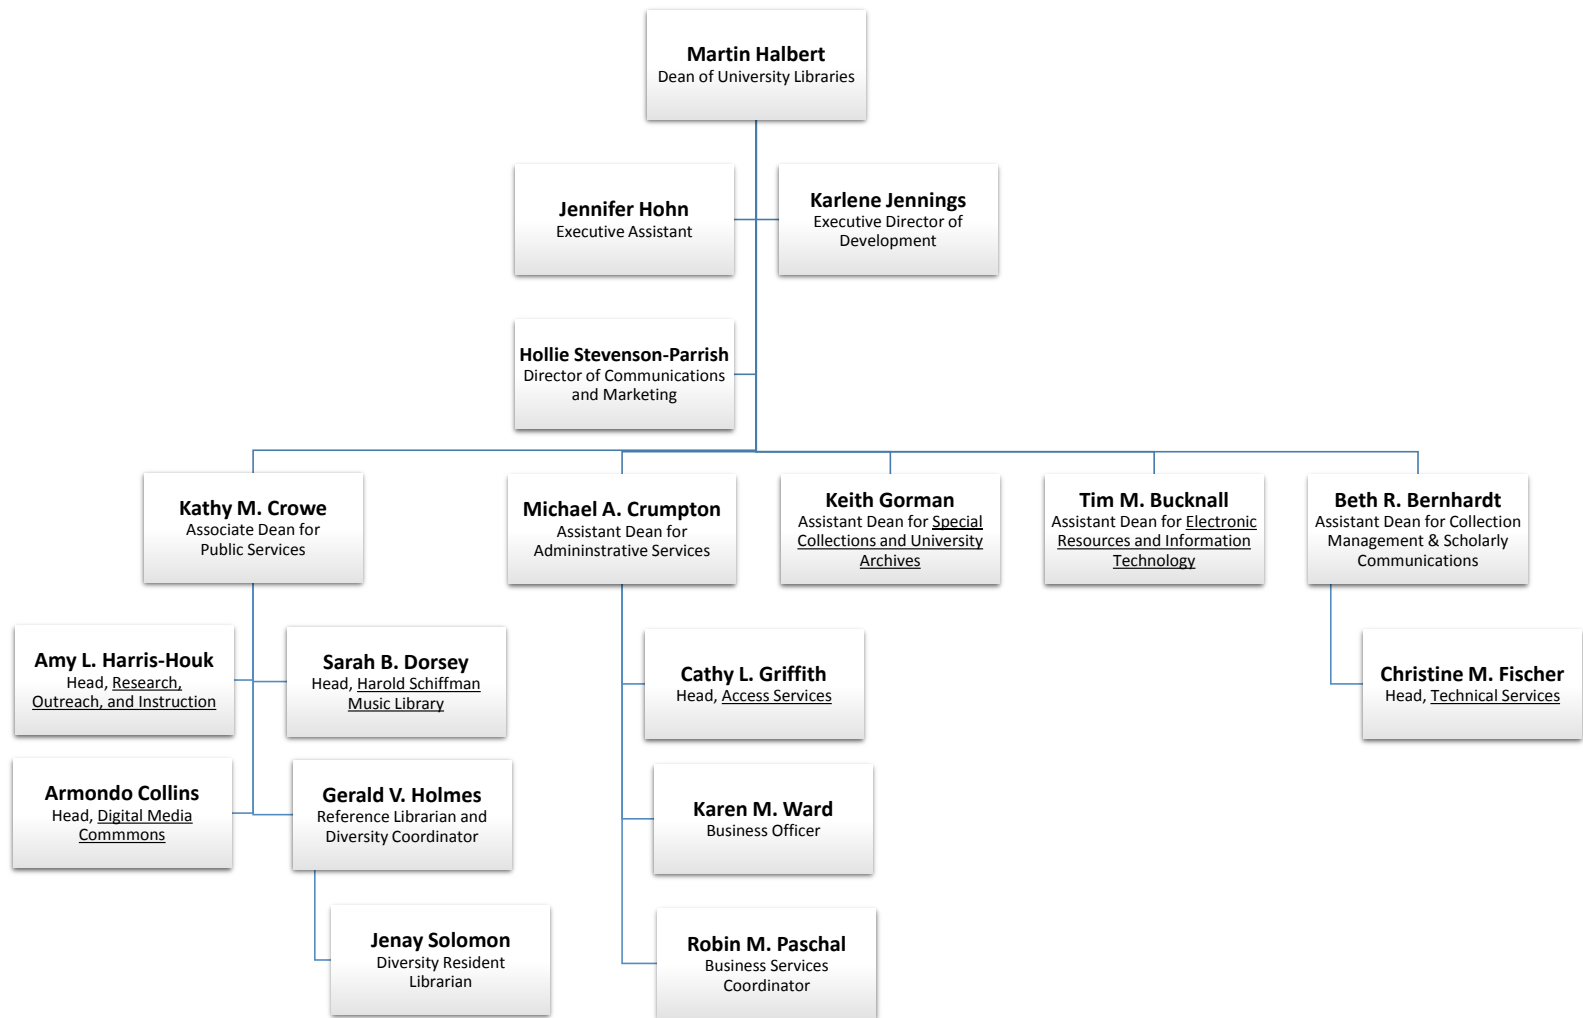 Martin Halbert
Dean of University Libraries
Jennifer Hohn
Executive Assistant
Karlene Jennings
Executive Director of
Development
Hollie Stevenson-Parrish
Director of Communications
and Marketing
Kathy M. Crowe
Associate Dean for
Public Services
Michael A. Crumpton
Assistant Dean for
Admininstrative Services
Keith Gorman
Assistant Dean for Special
Collections and University
Archives
Tim M. Bucknall
Assistant Dean for Electronic
Resources and Information
Technology
Beth R. Bernhardt
Assistant Dean for Collection
Management & Scholarly
Communications
Amy L. Harris-Houk
Head, Research,
Outreach, and Instruction
Sarah B. Dorsey
Head, Harold Schiffman
Music Library
Cathy L. Griffith
Head, Access Services
Christine M. Fischer
Head, Technical Services
Armondo Collins
Head, Digital Media
Commmons
Gerald V. Holmes
Reference Librarian and
Diversity Coordinator
Karen M. Ward
Business Officer
Jenay Solomon
Diversity Resident
Librarian
Robin M. Paschal
Business Services
Coordinator